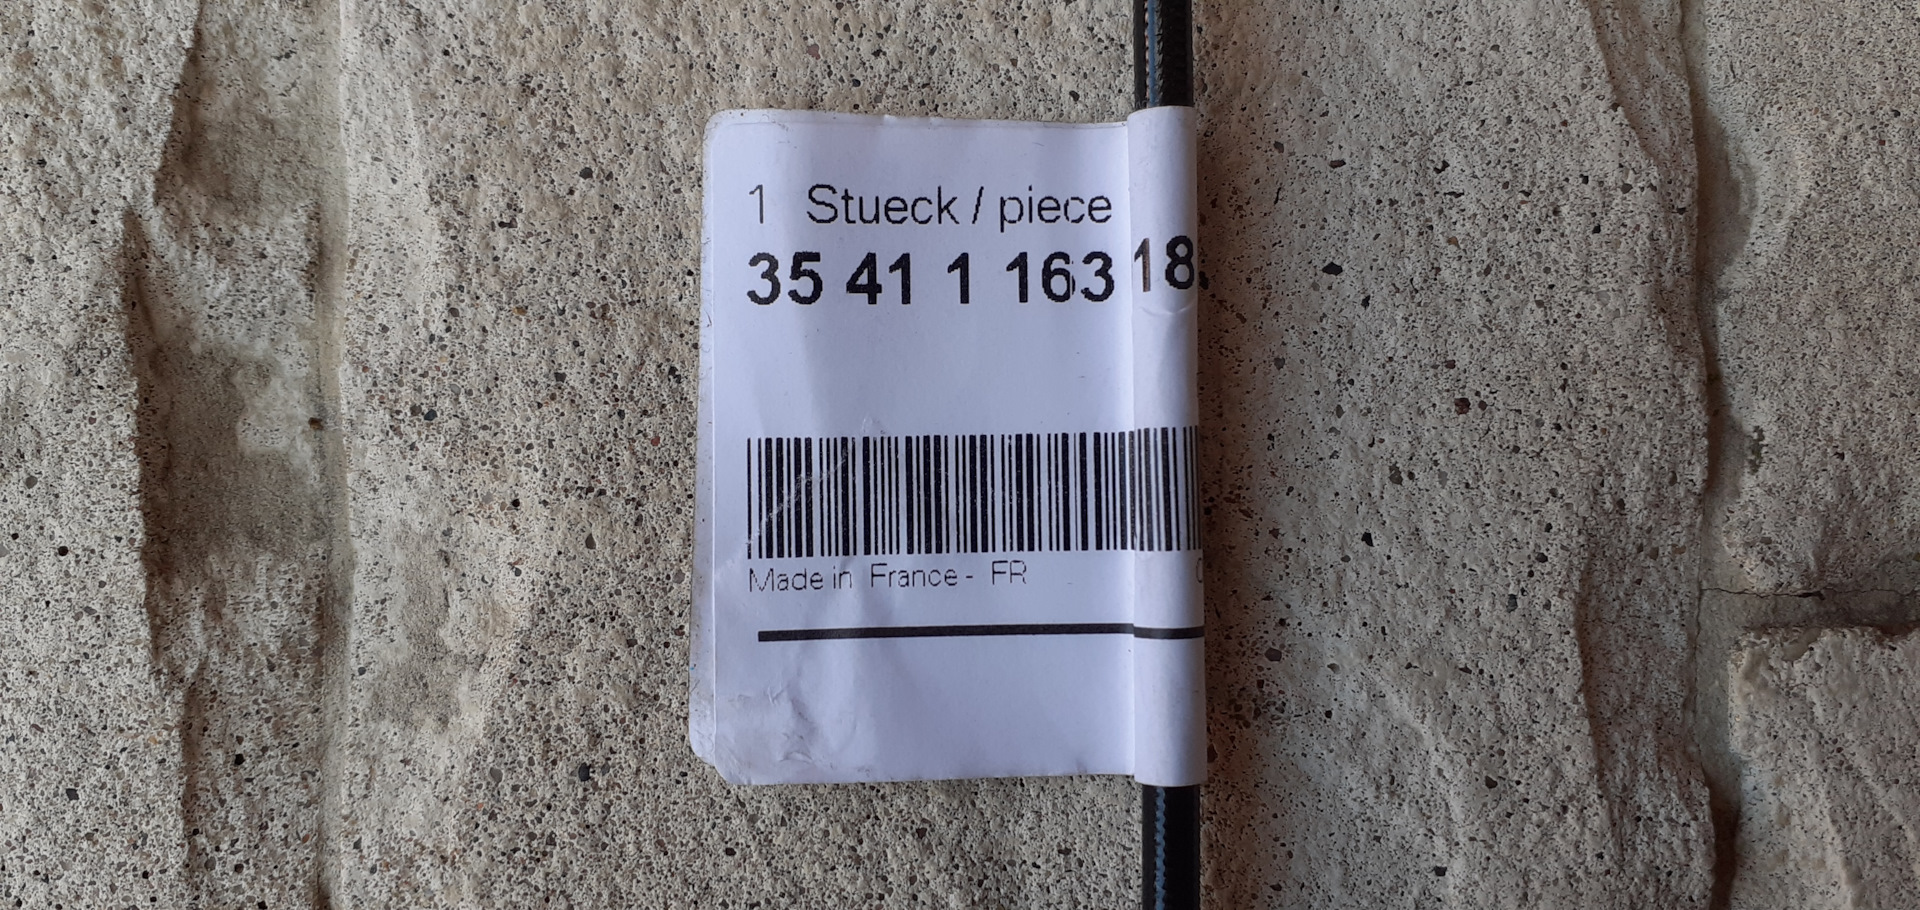 1 Stueck / piece
35 41 1 163 18
Made in France - FR